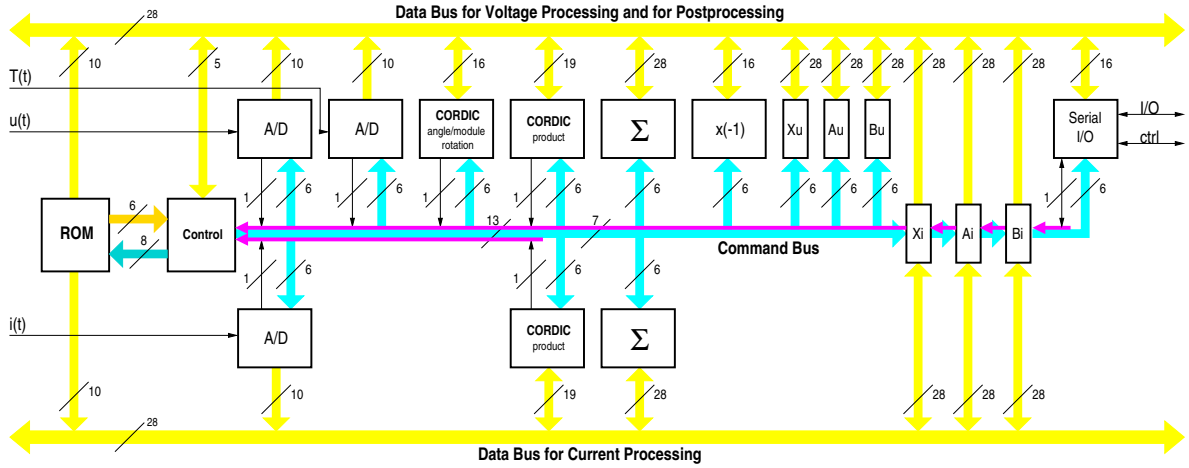 Data Bus for Voltage Processing and for Postprocessing
28
10 5 10 10 16 19 28 16 28 28 28 28 28 28 16
T(t)
u(t)
A/D
A/D
CORDIC
angle/module
rotation
CORDIC
product
Σ
x(-1)
Xu
Au
Bu
Serial
I/O
I/O
ctrl
1 6 1 6 1 6 1 6 6 6 6 6 6 1 6
ROM
6
8
Control
13
7
Command Bus
Xi
Ai
Bi
1 6 1 6 6
i(t)
A/D
CORDIC
product
Σ
10 10 19 28 28 28 28
28
Data Bus for Current Processing